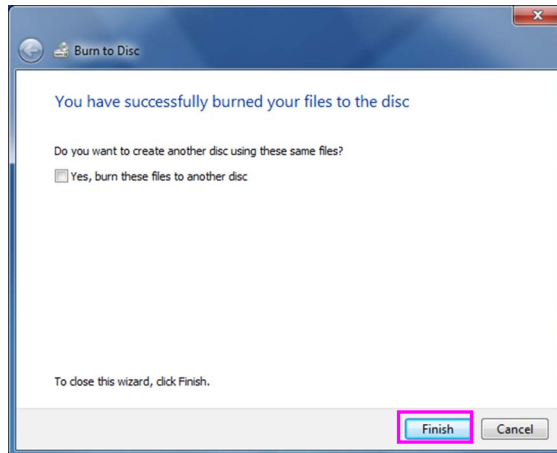 Burn to Disc
You have successfully burned your files to the disc
Do you want to create another disc using these same files?
Yes, burn these files to another disc
To close this wizard, click Finish.
Finish Cancel